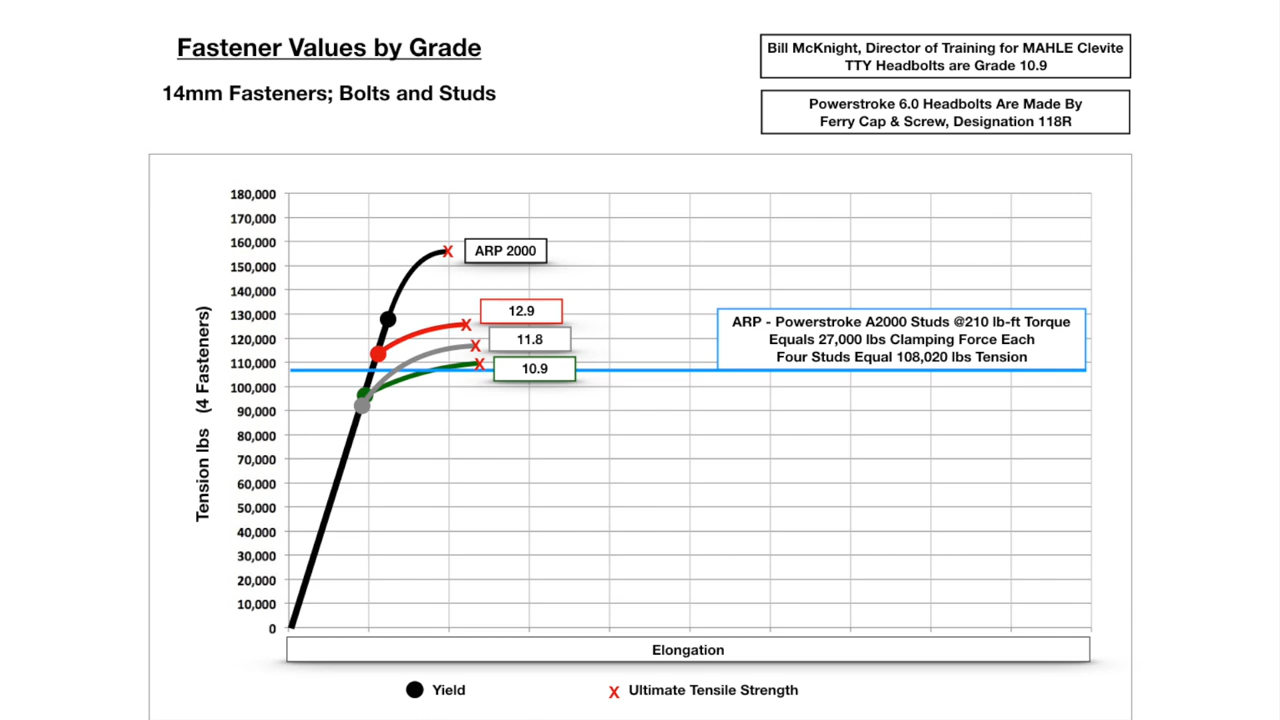 Fastener Values by Grade
14mm Fasteners; Bolts and Studs
Bill McKnight, Director of Training for MAHLE Clevite
TTY Headbolts are Grade 10.9
Powerstroke 6.0 Headbolts Are Made By
Ferry Cap & Screw, Designation 118R
Tension lbs (4 Fasteners)
180,000
170,000
160,000
150,000
140,000
130,000
120,000
110,000
100,000
90,000
80,000
70,000
60,000
50,000
40,000
30,000
20,000
10,000
0
X
ARP 2000
X
12.9
X
11.8
X
10.9
ARP - Powerstroke A2000 Studs @210 lb-ft Torque
Equals 27,000 lbs Clamping Force Each
Four Studs Equal 108,020 lbs Tension
Elongation
Yield
X Ultimate Tensile Strength